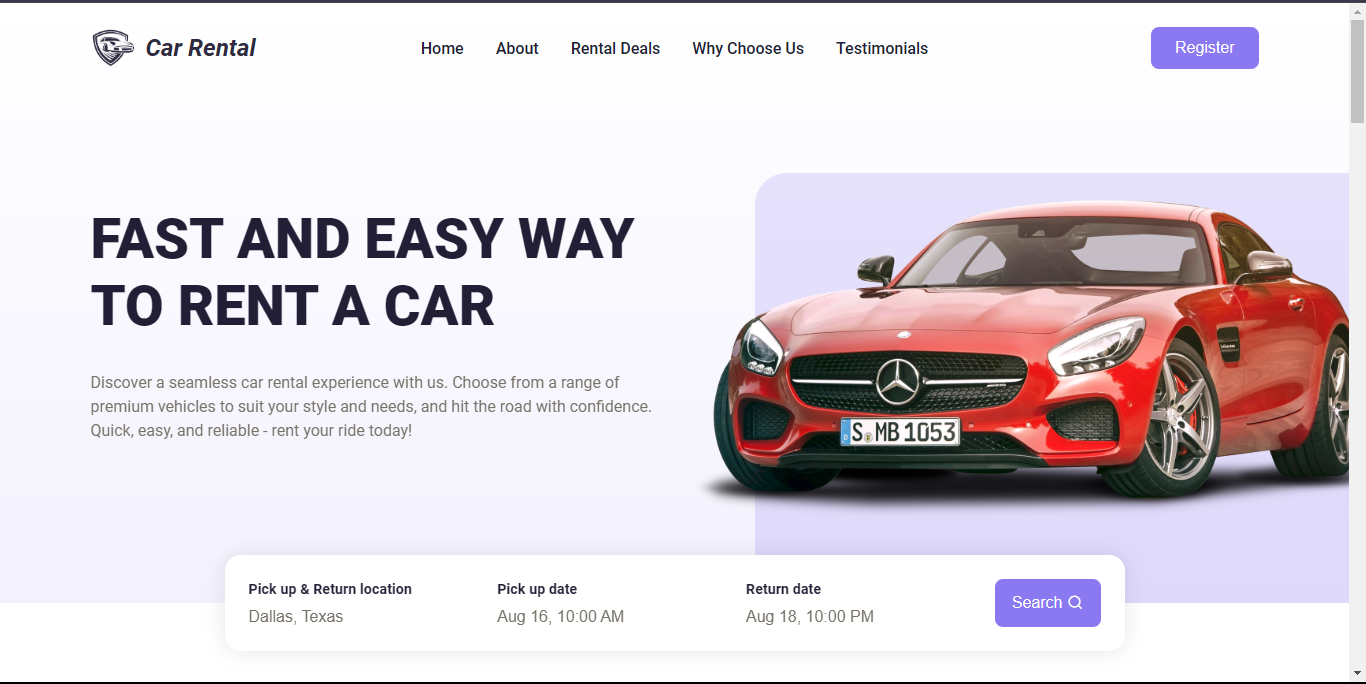 Car Rental
Home
About
Rental Deals
Why Choose Us
Testimonials
Register
FAST AND EASY WAY
TO RENT A CAR
Discover a seamless car rental experience with us. Choose from a range of
premium vehicles to suit your style and needs, and hit the road with confidence.
Quick, easy, and reliable - rent your ride today!
S MB 1053
Pick up & Return location
Dallas, Texas
Pick up date
Aug 16, 10:00 AM
Return date
Aug 18, 10:00 PM
Search